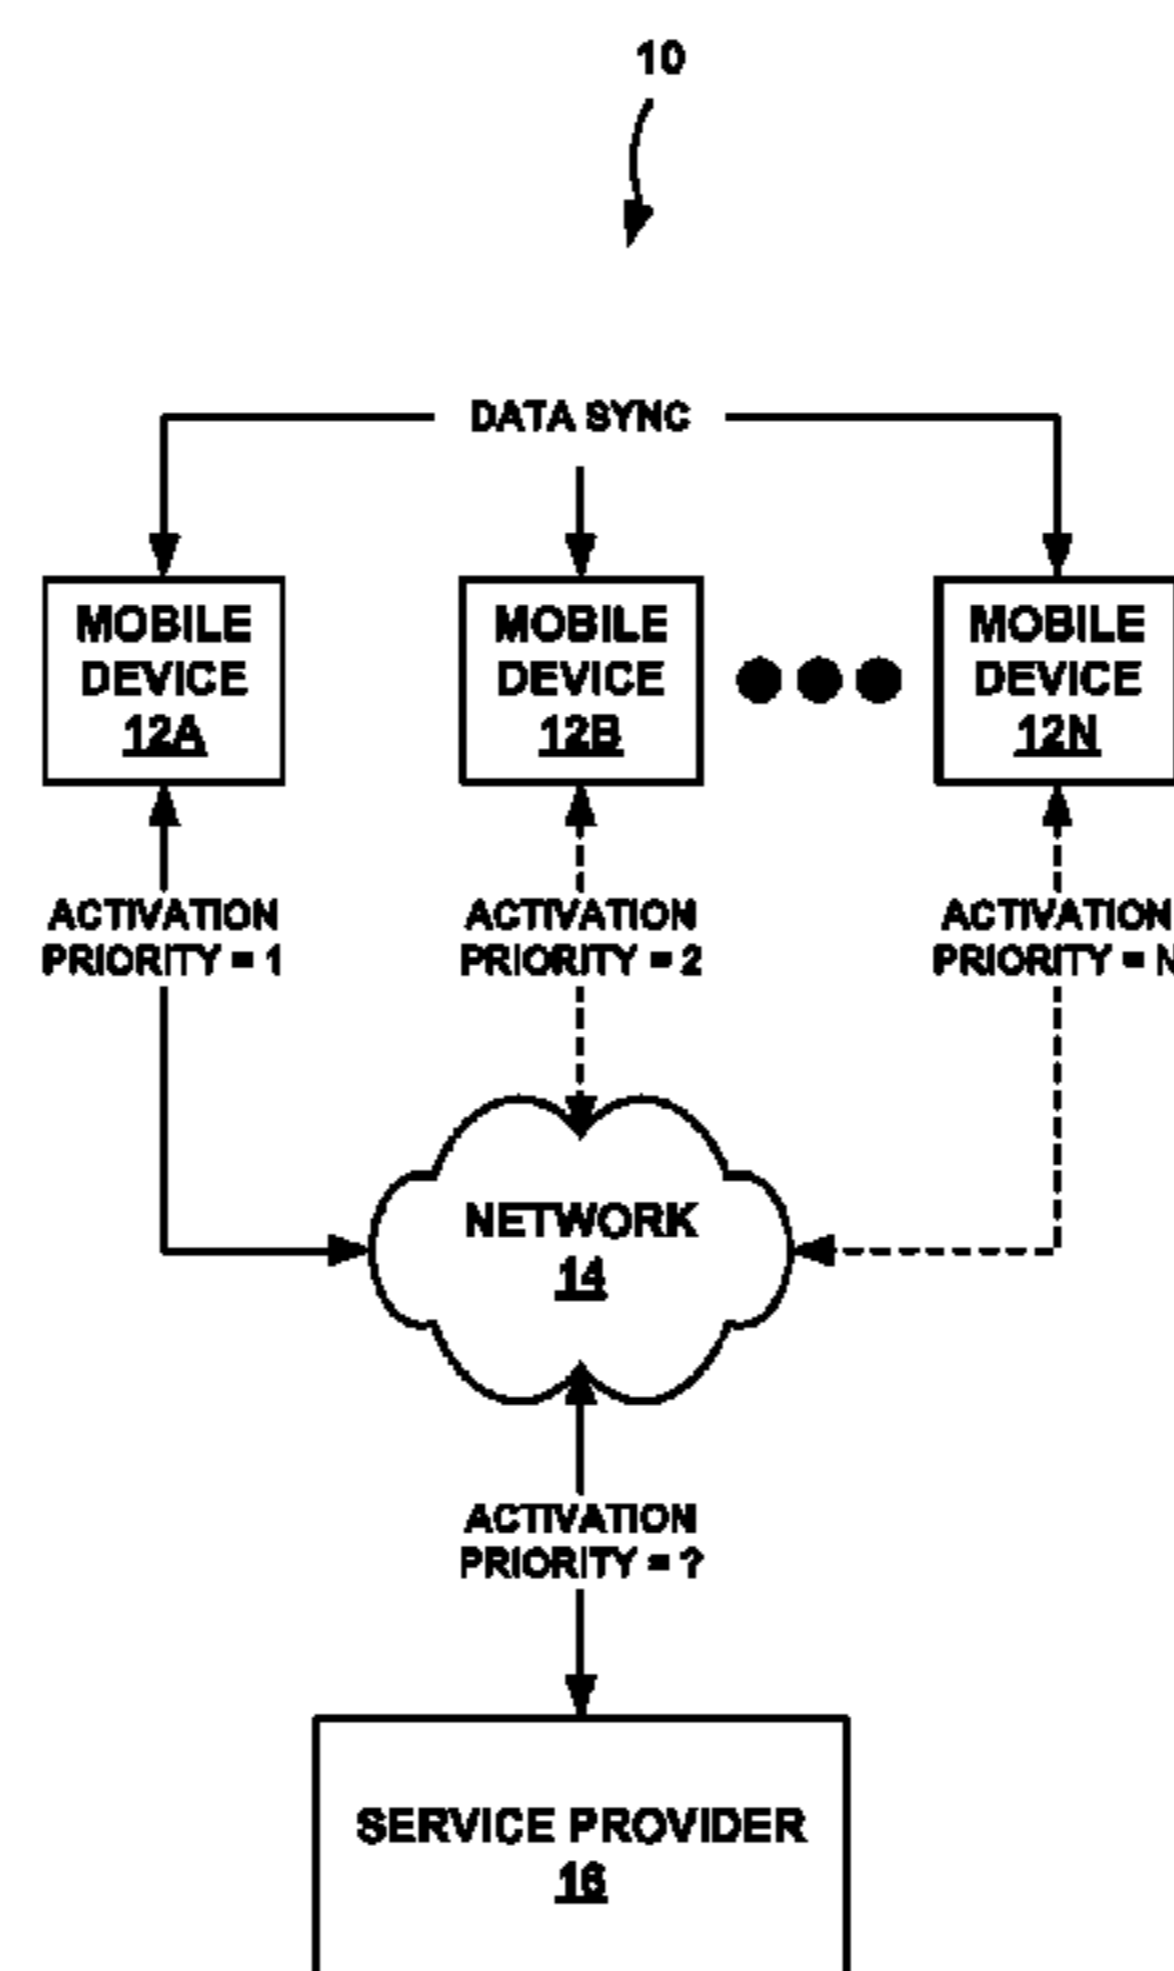 10
DATA SYNC
MOBILE
DEVICE
12A
MOBILE
DEVICE
12B
MOBILE
DEVICE
12N
ACTIVATION
PRIORITY = 1
ACTIVATION
PRIORITY = 2
ACTIVATION
PRIORITY = N
NETWORK
14
ACTIVATION
PRIORITY = ?
SERVICE PROVIDER
16